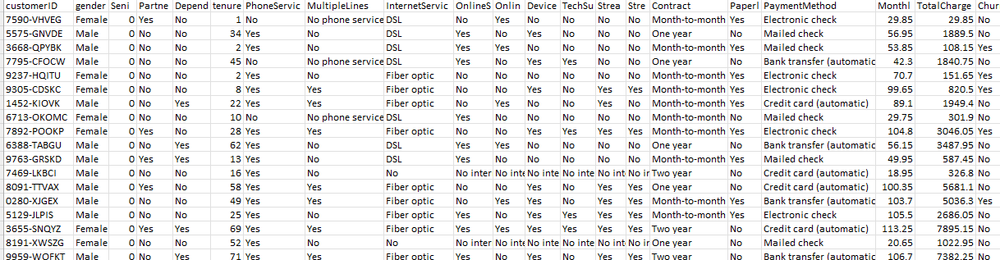 customerID gender Seni Partne Depend tenure PhoneServic MultipleLines InternetServic OnlineS Onlin Device TechSu Strea Stre Contract Paperl PaymentMethod Monthl TotalCharge Chur
7590-VHVEG Female 0 Yes No 1 No No phone service DSL No Yes No No No No Month-to-month Yes Electronic check 29.85 29.85 No
5575-GNVDE Male 0 No No 34 Yes No DSL Yes No Yes No No No One year No Mailed check 56.95 1889.5 No
3668-QPYBK Male 0 No No 2 Yes No DSL Yes Yes No No No No Month-to-month Yes Mailed check 53.85 108.15 Yes
7795-CFOCW Male 0 No No 45 No No phone service DSL Yes No Yes Yes No No One year No Bank transfer (automatic 42.3 1840.75 No
9237-HQITU Female 0 No No 2 Yes No Fiber optic No No No No No No Month-to-month Yes Electronic check 70.7 151.65 Yes
9305-CDSKC Female 0 No No 8 Yes Yes Fiber optic No No Yes No Yes Yes Month-to-month Yes Electronic check 99.65 820.5 Yes
1452-KIOVK Male 0 No Yes 22 Yes Yes Fiber optic No Yes No No Yes No Month-to-month Yes Credit card (automatic) 89.1 1949.4 No
6713-OKOMC Female 0 No No 10 No No phone service DSL Yes No No No No No Month-to-month No Mailed check 29.75 301.9 No
7892-POOKP Female 0 Yes No 28 Yes Yes Fiber optic No No Yes Yes Yes Yes Month-to-month Yes Electronic check 104.8 3046.05 Yes
6388-TABGU Male 0 No Yes 62 Yes No DSL Yes Yes No No No No One year No Bank transfer (automatic 56.15 3487.95 No
9763-GRSKD Male 0 Yes Yes 13 Yes No DSL Yes No No No No No Month-to-month Yes Mailed check 49.95 587.45 No
7469-LKBCI Male 0 No No 16 Yes No No No inter No inte No inte No intern No inte No in Two year No Credit card (automatic) 18.95 326.8 No
8091-TTVAX Male 0 Yes No 58 Yes Yes Fiber optic No No Yes No Yes Yes One year No Credit card (automatic) 100.35 5681.1 No
0280-XJGEX Male 0 No No 49 Yes Yes Fiber optic No Yes Yes No Yes Yes Month-to-month Yes Bank transfer (automatic 103.7 5036.3 Yes
5129-JLPIS Male 0 No No 25 Yes No Fiber optic Yes No Yes Yes Yes Yes Month-to-month Yes Electronic check 105.5 2686.05 No
3655-SNQYZ Female 0 Yes Yes 69 Yes Yes Fiber optic Yes Yes Yes Yes Yes Yes Two year No Credit card (automatic) 113.25 7895.15 No
8191-XWSZG Female 0 No No 52 Yes No No No inter No inte No inte No intern No inte No in One year No Mailed check 20.65 1022.95 No
9959-WOFKT Male 0 No Yes 71 Yes Yes Fiber optic Yes No Yes No Yes Yes Two year No Bank transfer (automatic 106.7 7382.25 No